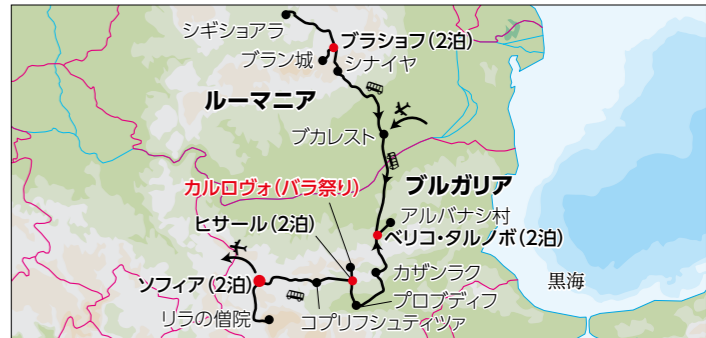 シギショアラ
ブラショフ(2泊)
ブラン城
シナイヤ
ルーマニア
ブカレスト
カルロヴォ(バラ祭り)
ブルガリア
ヒサール(2泊)
アルバナシ村
ベリコ・タルノボ(2泊)
ソフィア(2泊)
カザンラク
黒海
プロブディフ
リラの僧院
コプリフシュティツァ